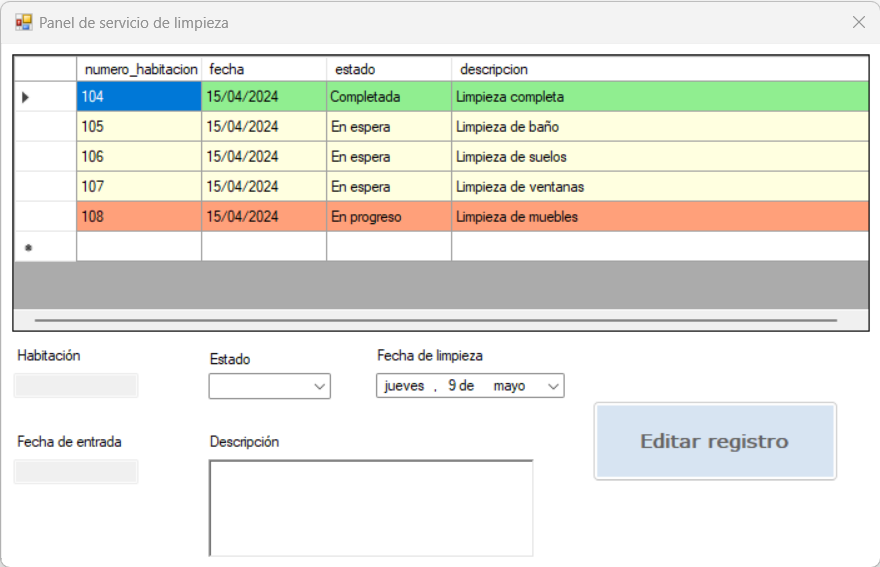 Panel de servicio de limpieza
numero_habitacion fecha estado descripcion
104 15/04/2024 Completada Limpieza completa
105 15/04/2024 En espera Limpieza de baño
106 15/04/2024 En espera Limpieza de suelos
107 15/04/2024 En espera Limpieza de ventanas
108 15/04/2024 En progreso Limpieza de muebles
Habitación Estado Fecha de limpieza
jueves , 9 de mayo
Fecha de entrada Descripción
Editar registro